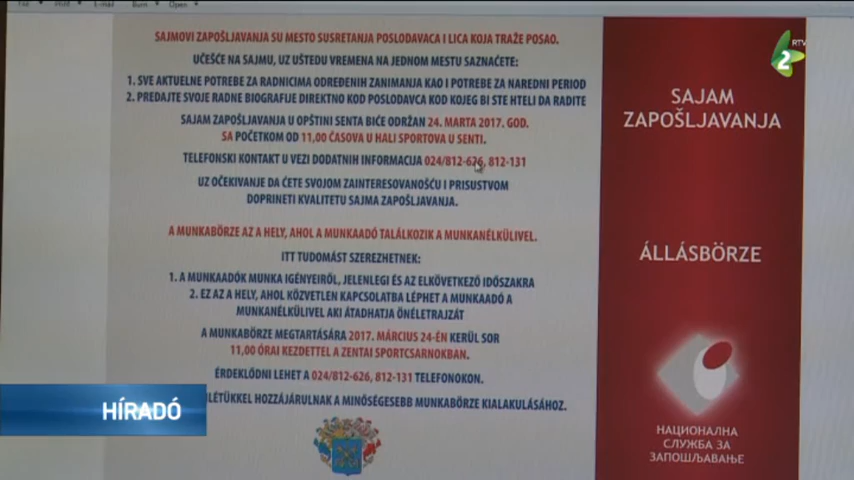 File Print E-mail Burn Open
RTV
2
SAJMOVI ZAPOŠLJAVANJA SU MESTO SUSRETANJA POSLODAVACA I LICA KOJA TRAŽE POSAO.
UČEŠĆE NA SAJMU, UZ UŠTEDU VREMENA NA JEDNOM MESTU SAZNAĆETE:
1. SVE AKTUELNE POTREBE ZA RADNICIMA ODREĐENIH ZANIMANJA KAO I POTREBE ZA NAREDNI PERIOD
2. PREDAJTE SVOJE RADNE BIOGRAFIJE DIREKTNO KOD POSLODAVCA KOD KOJEG BI STE HTELI DA RADITE
SAJAM ZAPOŠLJAVANJA U OPŠTINI SENTA BIĆE ODRŽAN 24. MARTA 2017. GOD.
SA POČETKOM OD 11,00 ČASOVA U HALI SPORTOVA U SENTI.
TELEFONSKI KONTAKT U VEZI DODATNIH INFORMACIJA 024/812-626, 812-131
UZ OČEKIVANJE DA ĆETE SVOJOM ZAINTERESOVANOŠĆU I PRISUSTVOM
DOPRINETI KVALITETU SAJMA ZAPOŠLJAVANJA.
A MUNKABÖRZE AZ A HELY, AHOL A MUNKAADÓ TALÁLKOZIK A MUNKANÉLKÜLIVEL.
ITT TUDOMÁST SZEREZHETNEK:
1. A MUNKAADÓK MUNKA IGÉNYEIRŐL, JELENLEGI ÉS AZ ELKÖVETKEZŐ IDŐSZAKRA
2. EZ AZ A HELY, AHOL KÖZVETLEN KAPCSOLATBA LÉPHET A MUNKAADÓ A
MUNKANÉLKÜLIVEL AKI ÁTADHATJA ÖNÉLETRAJZÁT
A MUNKABÖRZE MEGTARTÁSÁRA 2017. MÁRCIUS 24-ÉN KERÜL SOR
11,00 ÓRAI KEZDETTEL A ZENTAI SPORTCSARNOKBAN.
ÉRDEKLŐDNI LEHET A 024/812-626, 812-131 TELEFONOKON.
LÉTÜKKEL HOZZÁJÁRULNAK A MINŐSÉGESEBB MUNKABÖRZE KIALAKULÁSÁHOZ.
SAJAM
ZAPOŠLJAVANJA
ÁLLÁSBÖRZE
НАЦИОНАЛНА
СЛУЖБА ЗА
ЗАПОШЉАВАЊЕ
HÍRADÓ